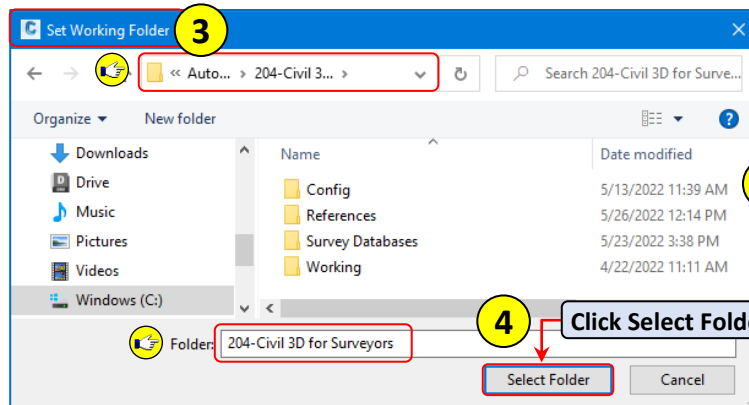 Set Working Folder
3
« Auto... > 204-Civil 3... >
Search 204-Civil 3D for Surve...
Organize New folder
?
Downloads
Drive
Music
Pictures
Videos
Windows (C:)
Name Date modified
Config 5/13/2022 11:39 AM
References 5/26/2022 12:14 PM
Survey Databases 5/23/2022 3:38 PM
Working 4/22/2022 11:11 AM
4
Click Select Folde
Folder: 204-Civil 3D for Surveyors
Select Folder Cancel